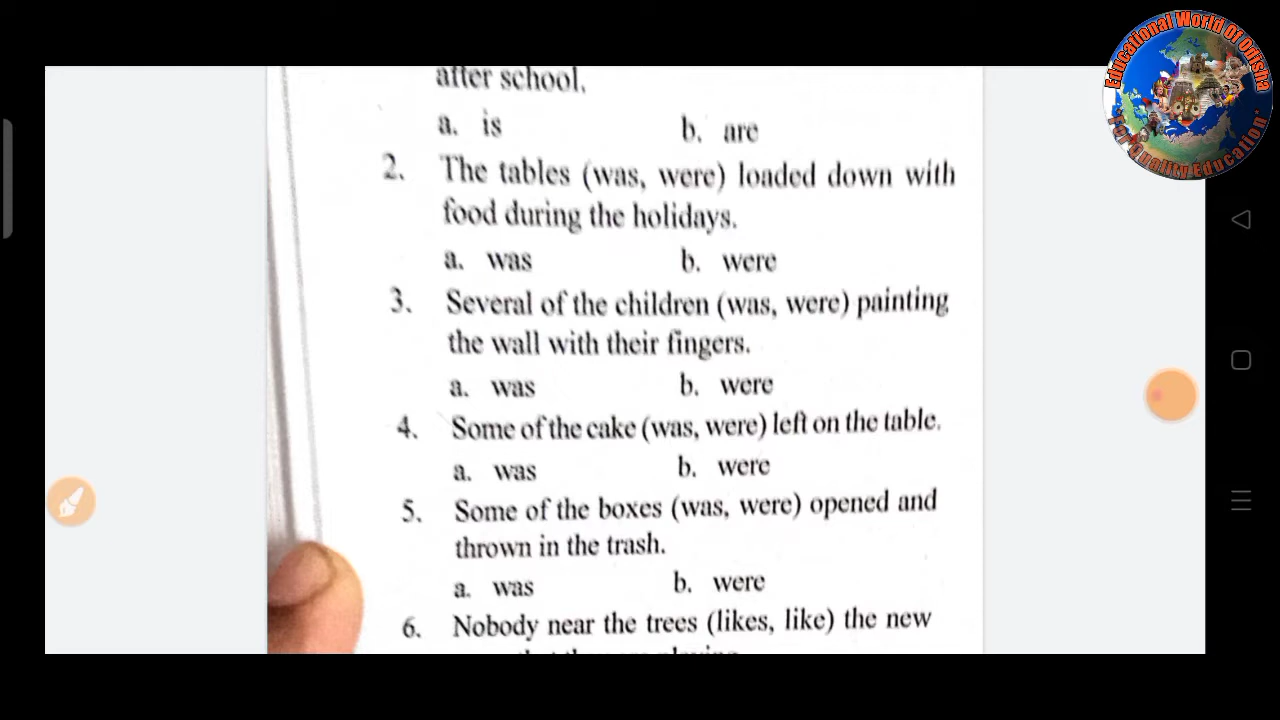 Educational World Of Odisha
"For Quality Education"
after school.
a. is b. are
2. The tables (was, were) loaded down with
food during the holidays.
a. was b. were
3. Several of the children (was, were) painting
the wall with their fingers.
a. was b. were
4. Some of the cake (was, were) left on the table.
a. was b. were
5. Some of the boxes (was, were) opened and
thrown in the trash.
a. was b. were
6. Nobody near the trees (likes, like) the new